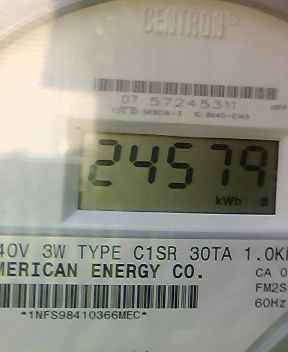 CENTRON®
07 57245311
24579
kWh
40V 3W TYPE C1SR 30TA 1.0K
MERICAN ENERGY CO.
CA 0
FM2S
60Hz
*1NFS98410366MEC*